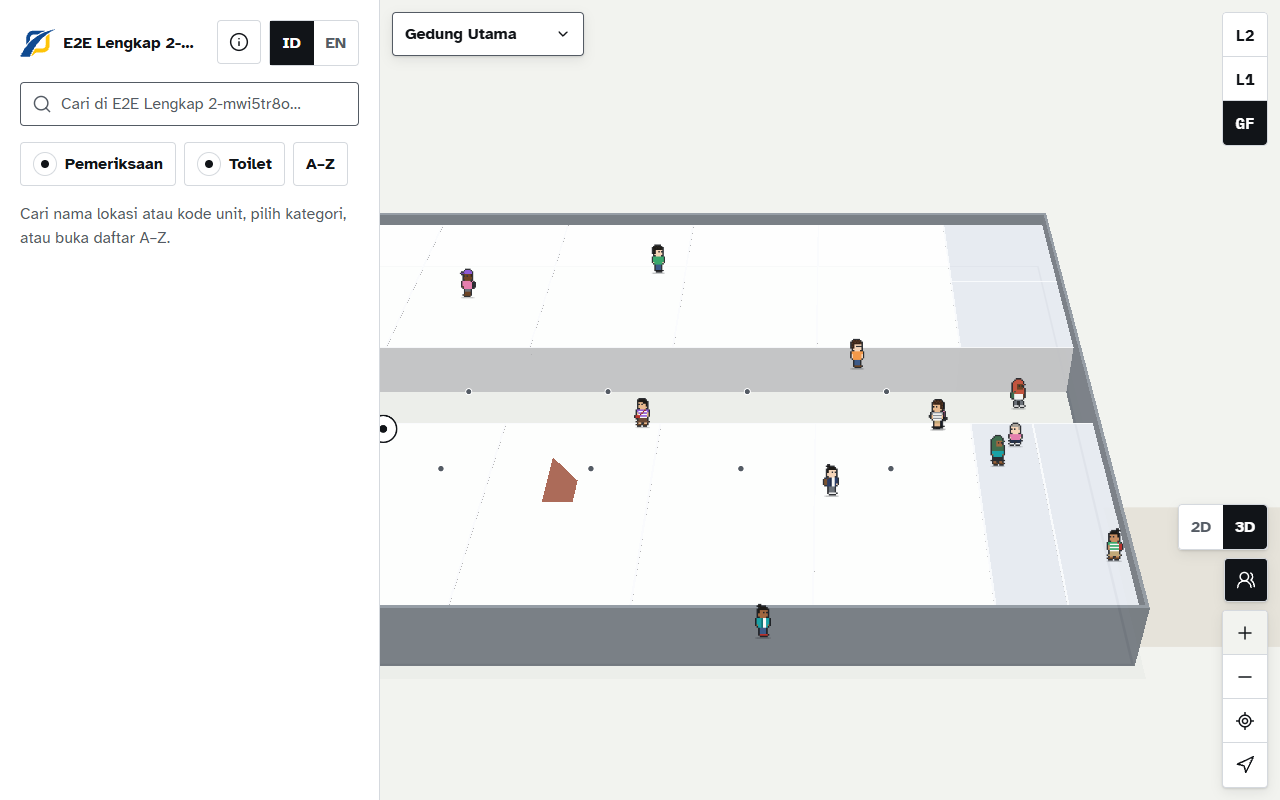 E2E Lengkap 2-...
ID
EN
Cari di E2E Lengkap 2-mwi5tr8o...
Pemeriksaan
Toilet
A–Z
Cari nama lokasi atau kode unit, pilih kategori,
atau buka daftar A–Z.
Gedung Utama
L2
L1
GF
2D
3D